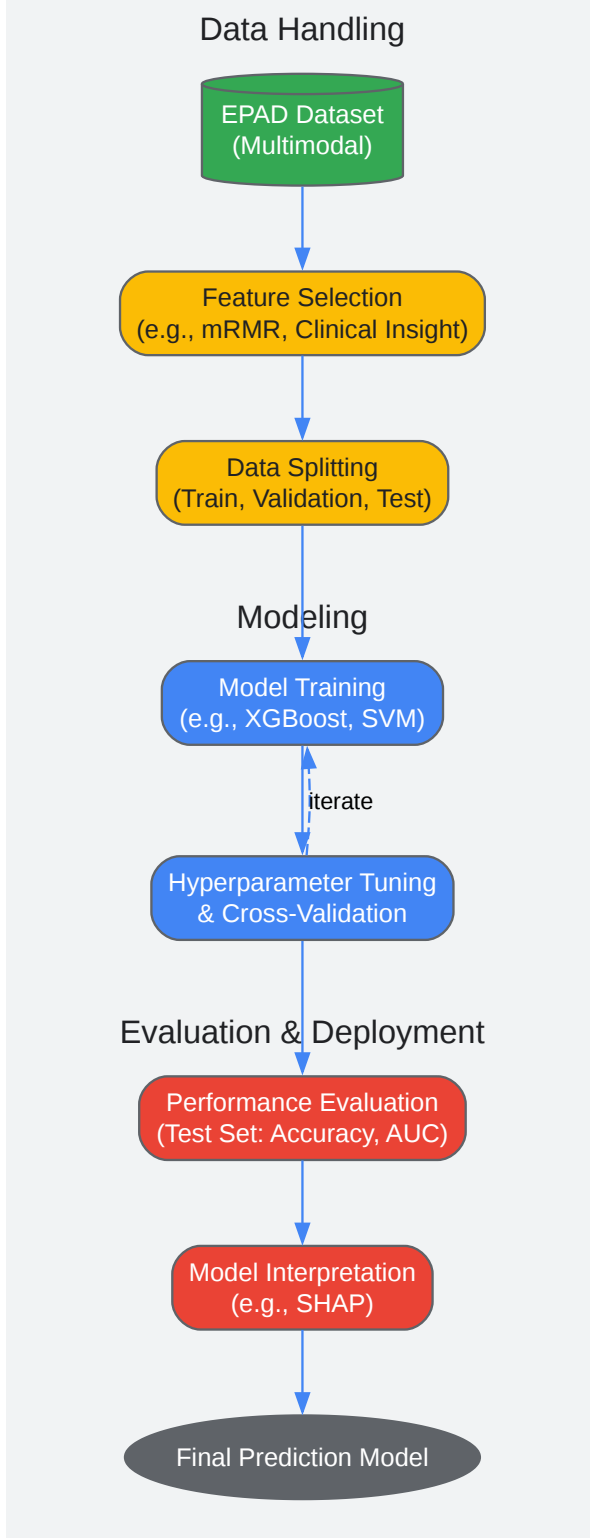 Data Handling
EPAD Dataset
(Multimodal)
Feature Selection
(e.g., mRMR, Clinical Insight)
Data Splitting
(Train, Validation, Test)
Modeling
Model Training
(e.g., XGBoost, SVM)
iterate
Hyperparameter Tuning
& Cross-Validation
Evaluation & Deployment
Performance Evaluation
(Test Set: Accuracy, AUC)
Model Interpretation
(e.g., SHAP)
Final Prediction Model